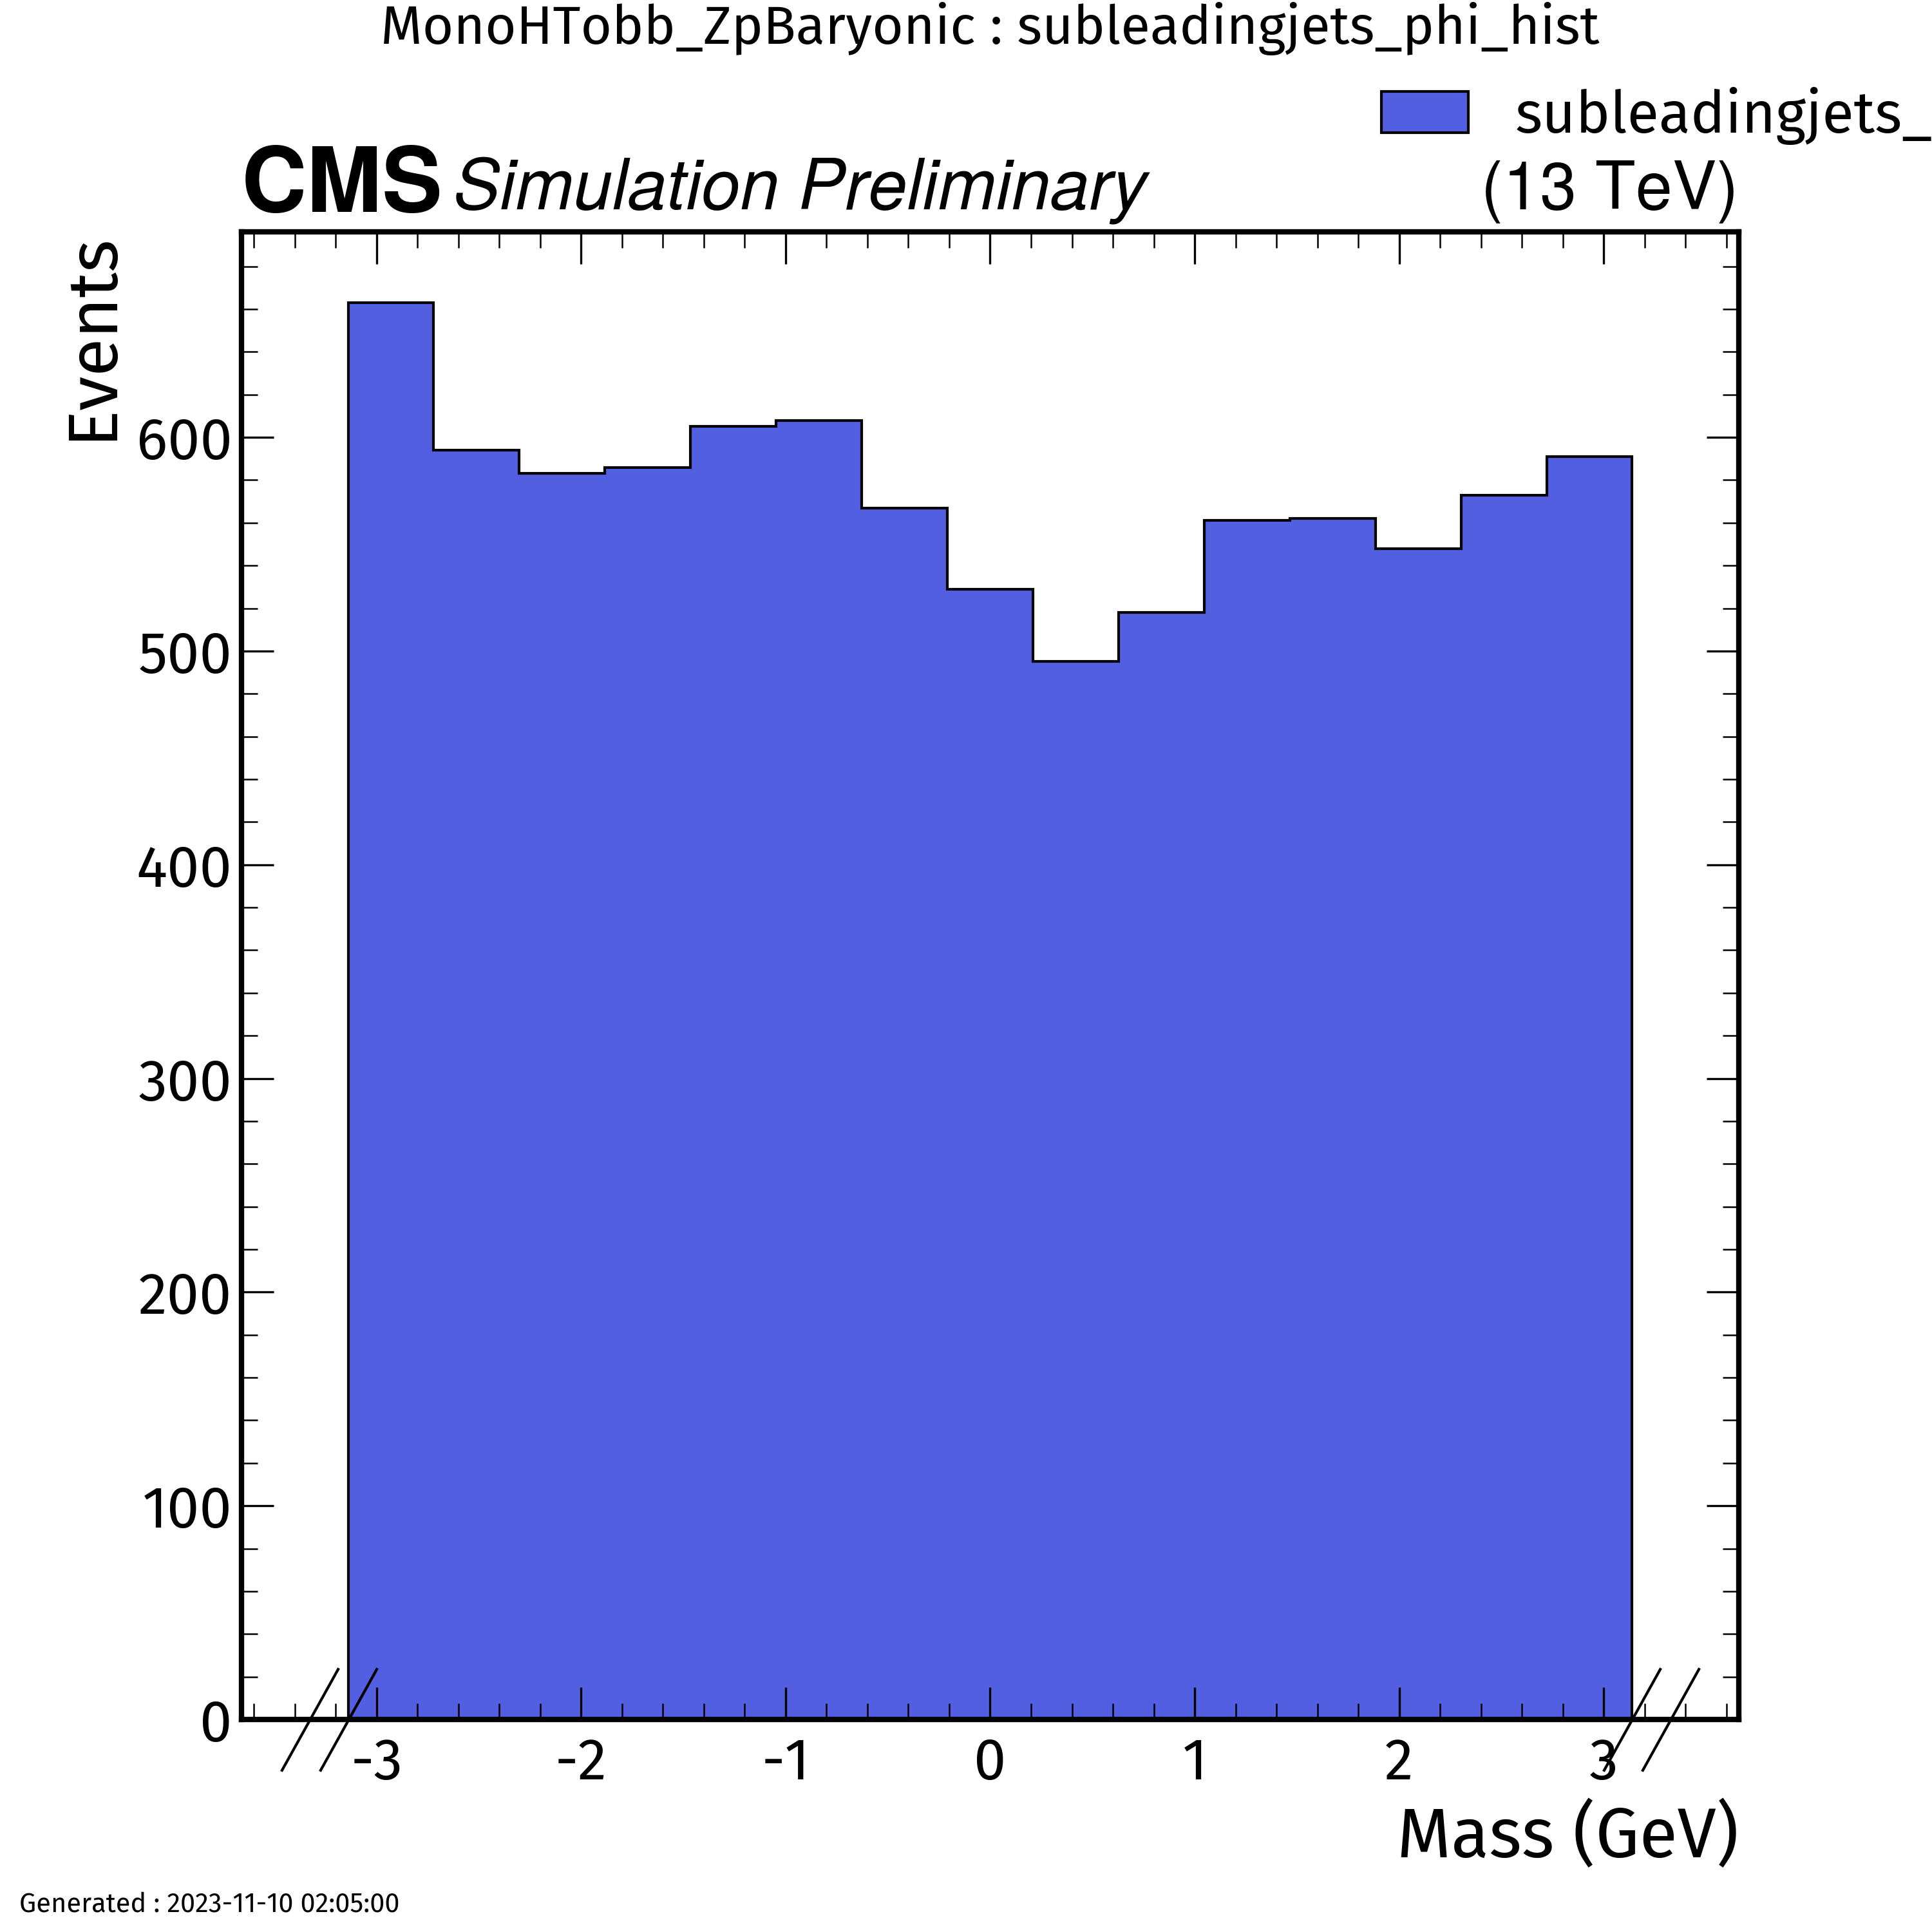 MonoHTobb_ZpBaryonic : subleadingjets_phi_hist
subleadingjets_
CMS Simulation Preliminary (13 TeV)
Events
600
500
400
300
200
100
0
-3 -2 -1 0 1 2 3
Mass (GeV)
Generated : 2023-11-10 02:05:00